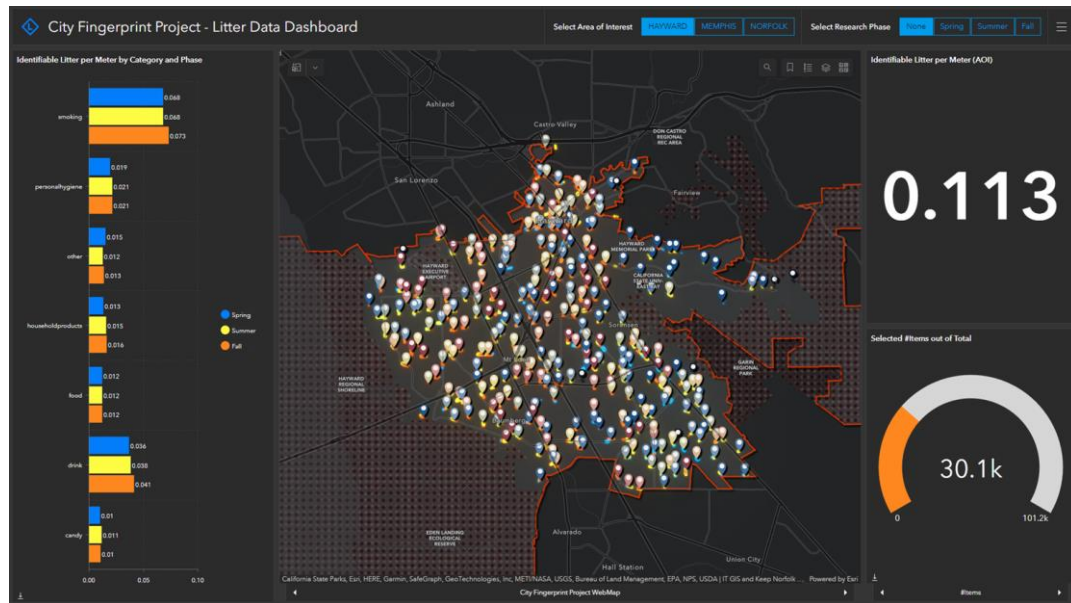 City Fingerprint Project - Litter Data Dashboard
Select Area of Interest
HAYWARD
MEMPHIS
NORFOLK
Select Research Phase
None
Spring
Summer
Fall
Identifiable Litter per Meter by Category and Phase
smoking
0.068
0.068
0.073
personalhygiene
0.019
0.021
0.021
other
0.015
0.012
0.013
householdproducts
0.013
0.015
0.016
food
0.012
0.012
0.012
drink
0.036
0.038
0.041
candy
0.01
0.011
0.01
0.00
0.05
0.10
Spring
Summer
Fall
Ashland
Castro Valley
DON CASTRO
REGIONAL
REC AREA
San Lorenzo
Fairview
HAYWARD
MEMORIAL PARK
HAYWARD
EXECUTIVE
AIRPORT
CALIFORNIA
STATE UNIV-
EAST BAY
Sorensen
GARIN
REGIONAL
PARK
HAYWARD
REGIONAL
SHORELINE
EDEN LANDING
ECOLOGICAL
RESERVE
Alvarado
Union City
Hall Station
California State Parks, Esri, HERE, Garmin, SafeGraph, GeoTechnologies, Inc, METI/NASA, USGS, Bureau of Land Management, EPA, NPS, USDA | IT GIS and Keep Norfolk ... Powered by Esri
City Fingerprint Project WebMap
Identifiable Litter per Meter (AOI)
0.113
Selected #Items out of Total
30.1k
0
101.2k
#Items